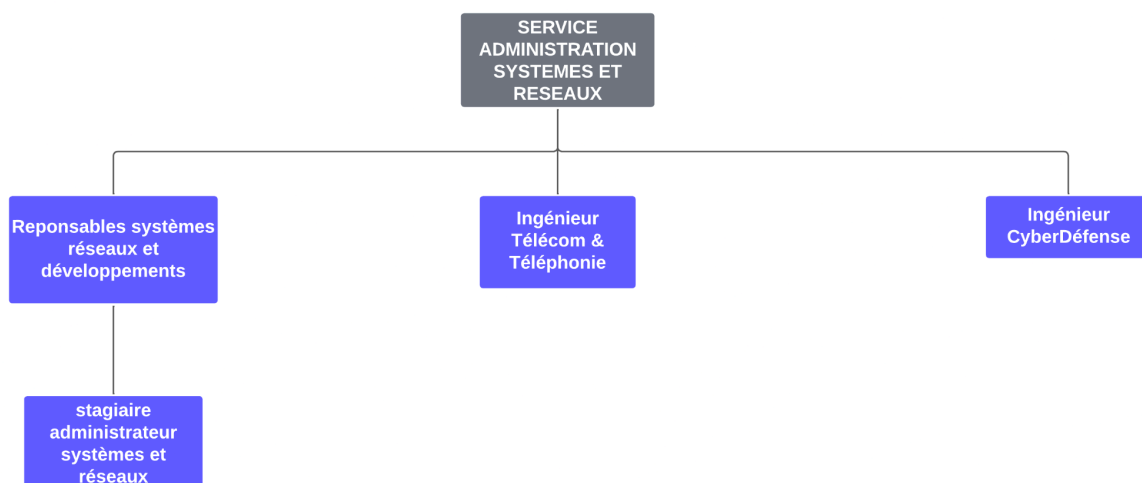 SERVICE
ADMINISTRATION
SYSTEMES ET
RESEAUX
Reponsables systèmes
réseaux et
développements
Ingénieur
Télécom &
Téléphonie
Ingénieur
CyberDéfense
stagiaire
administrateur
systèmes et
réseaux